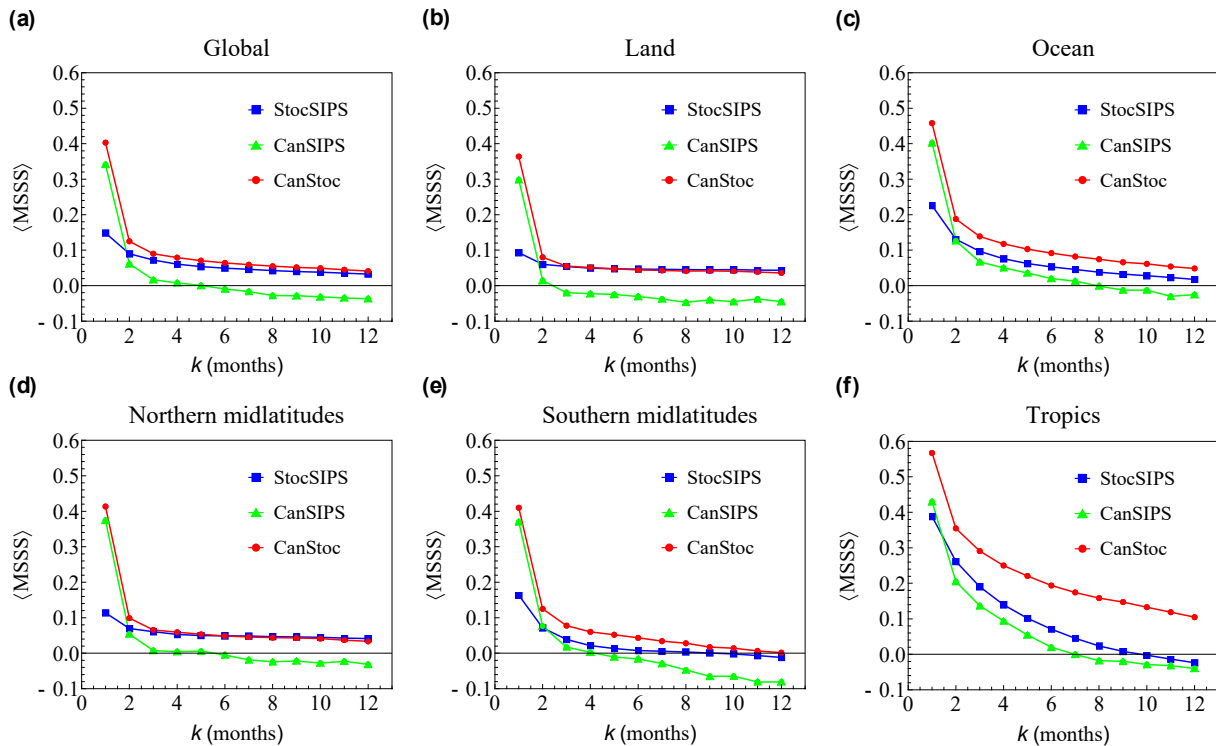 (a)
Global
⟨MSSS⟩
0.6
0.5
0.4
0.3
0.2
0.1
0.0
- 0.1
StocSIPS
CanSIPS
CanStoc
0 2 4 6 8 10 12
k (months)
(b)
Land
⟨MSSS⟩
0.6
0.5
0.4
0.3
0.2
0.1
0.0
- 0.1
StocSIPS
CanSIPS
CanStoc
0 2 4 6 8 10 12
k (months)
(c)
Ocean
⟨MSSS⟩
0.6
0.5
0.4
0.3
0.2
0.1
0.0
- 0.1
StocSIPS
CanSIPS
CanStoc
0 2 4 6 8 10 12
k (months)
(d)
Northern midlatitudes
⟨MSSS⟩
0.6
0.5
0.4
0.3
0.2
0.1
0.0
- 0.1
StocSIPS
CanSIPS
CanStoc
0 2 4 6 8 10 12
k (months)
(e)
Southern midlatitudes
⟨MSSS⟩
0.6
0.5
0.4
0.3
0.2
0.1
0.0
- 0.1
StocSIPS
CanSIPS
CanStoc
0 2 4 6 8 10 12
k (months)
(f)
Tropics
⟨MSSS⟩
0.6
0.5
0.4
0.3
0.2
0.1
0.0
- 0.1
StocSIPS
CanSIPS
CanStoc
0 2 4 6 8 10 12
k (months)